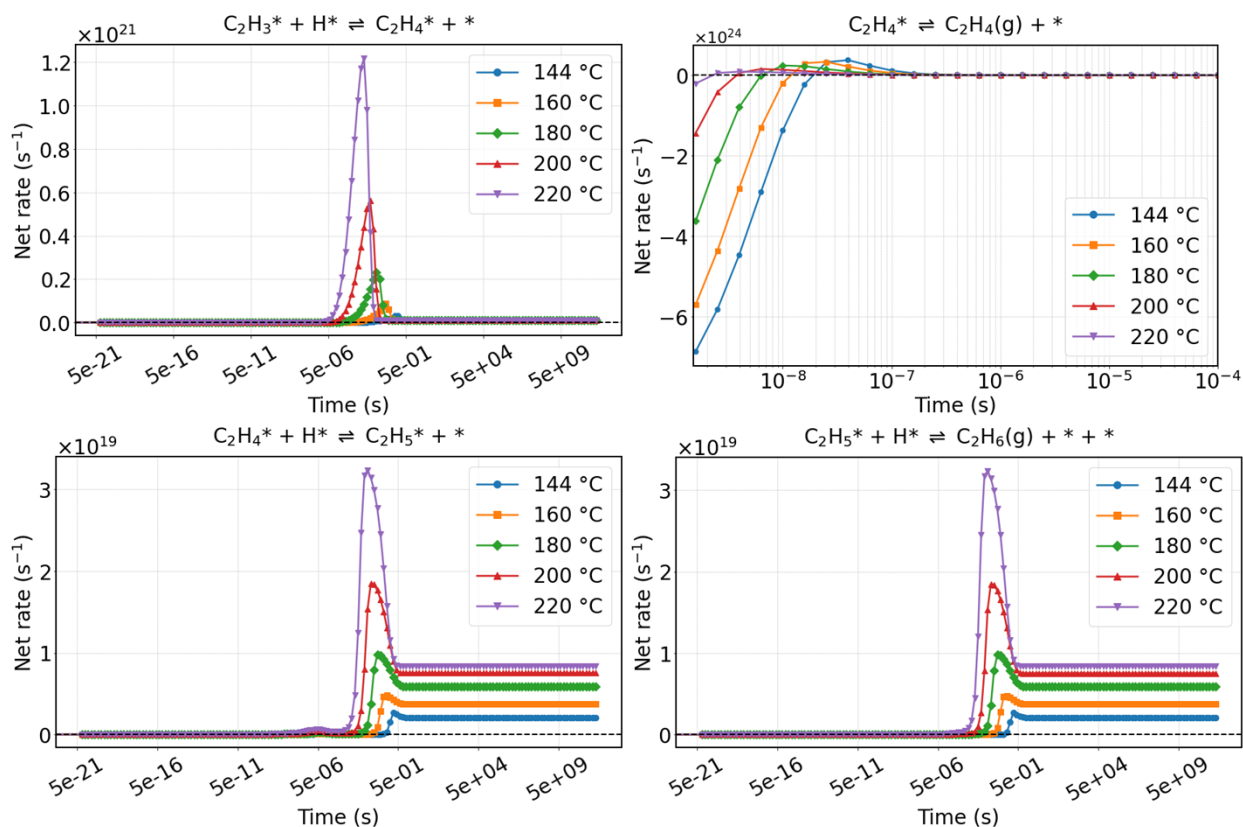 C₂H₃* + H* ⇌ C₂H₄* + *
×10²¹
1.2
1.0
0.8
0.6
0.4
0.2
0.0
Net rate (s⁻¹)
144 °C
160 °C
180 °C
200 °C
220 °C
5e-21
5e-16
5e-11
5e-06
5e-01
5e+04
5e+09
Time (s)
C₂H₄* ⇌ C₂H₄(g) + *
×10²⁴
0
−2
−4
−6
Net rate (s⁻¹)
144 °C
160 °C
180 °C
200 °C
220 °C
10⁻⁸
10⁻⁷
10⁻⁶
10⁻⁵
10⁻⁴
Time (s)
C₂H₄* + H* ⇌ C₂H₅* + *
×10¹⁹
3
2
1
0
Net rate (s⁻¹)
144 °C
160 °C
180 °C
200 °C
220 °C
5e-21
5e-16
5e-11
5e-06
5e-01
5e+04
5e+09
Time (s)
C₂H₅* + H* ⇌ C₂H₆(g) + * + *
×10¹⁹
3
2
1
0
Net rate (s⁻¹)
144 °C
160 °C
180 °C
200 °C
220 °C
5e-21
5e-16
5e-11
5e-06
5e-01
5e+04
5e+09
Time (s)